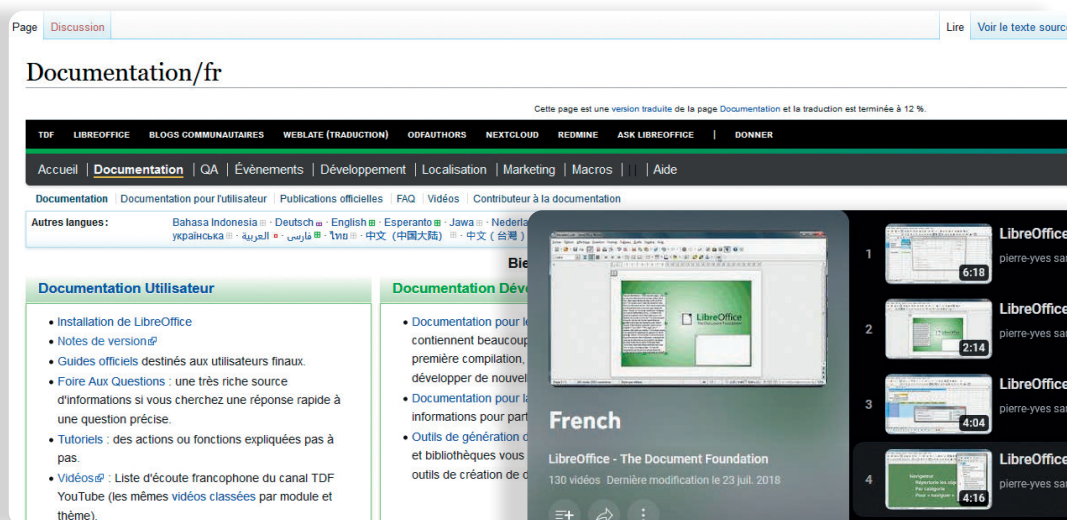 Page Discussion Lire Voir le texte source
Documentation/fr
Cette page est une version traduite de la page Documentation et la traduction est terminée à 12 %.
TDF LIBREOFFICE BLOGS COMMUNAUTAIRES WEBLATE (TRADUCTION) ODFAUTHORS NEXTCLOUD REDMINE ASK LIBREOFFICE | DONNER
Accueil | Documentation | QA | Évènements | Développement | Localisation | Marketing | Macros | | | Aide
Documentation | Documentation pour l'utilisateur | Publications officielles | FAQ | Vidéos | Contributeur à la documentation
Autres langues :
Bahasa Indonesia · Deutsch · English · Esperanto · Jawa · Nederla
українська · العربية · فارسی · ไทย · 中文（中国大陆） · 中文（台灣）
Bie
Documentation Utilisateur
• Installation de LibreOffice
• Notes de version
• Guides officiels destinés aux utilisateurs finaux.
• Foire Aux Questions : une très riche source
d'informations si vous cherchez une réponse rapide à
une question précise.
• Tutoriels : des actions ou fonctions expliquées pas à
pas.
• Vidéos : Liste d'écoute francophone du canal TDF
YouTube (les mêmes vidéos classées par module et
thème).
Documentation Déve
• Documentation pour le
contiennent beaucoup
première compilation,
développer de nouvel
• Documentation pour la
informations pour part
• Outils de génération d
et bibliothèques vous
outils de création de d
LibreOffice
The Document Foundation
French
LibreOffice - The Document Foundation
130 vidéos Dernière modification le 23 juil. 2018
1
6:18
LibreOffice
pierre-yves sa
2
2:14
LibreOffice
pierre-yves sa
3
4:04
LibreOffice
pierre-yves sa
4
Navigateur
4:16
LibreOffice
pierre-yves sa